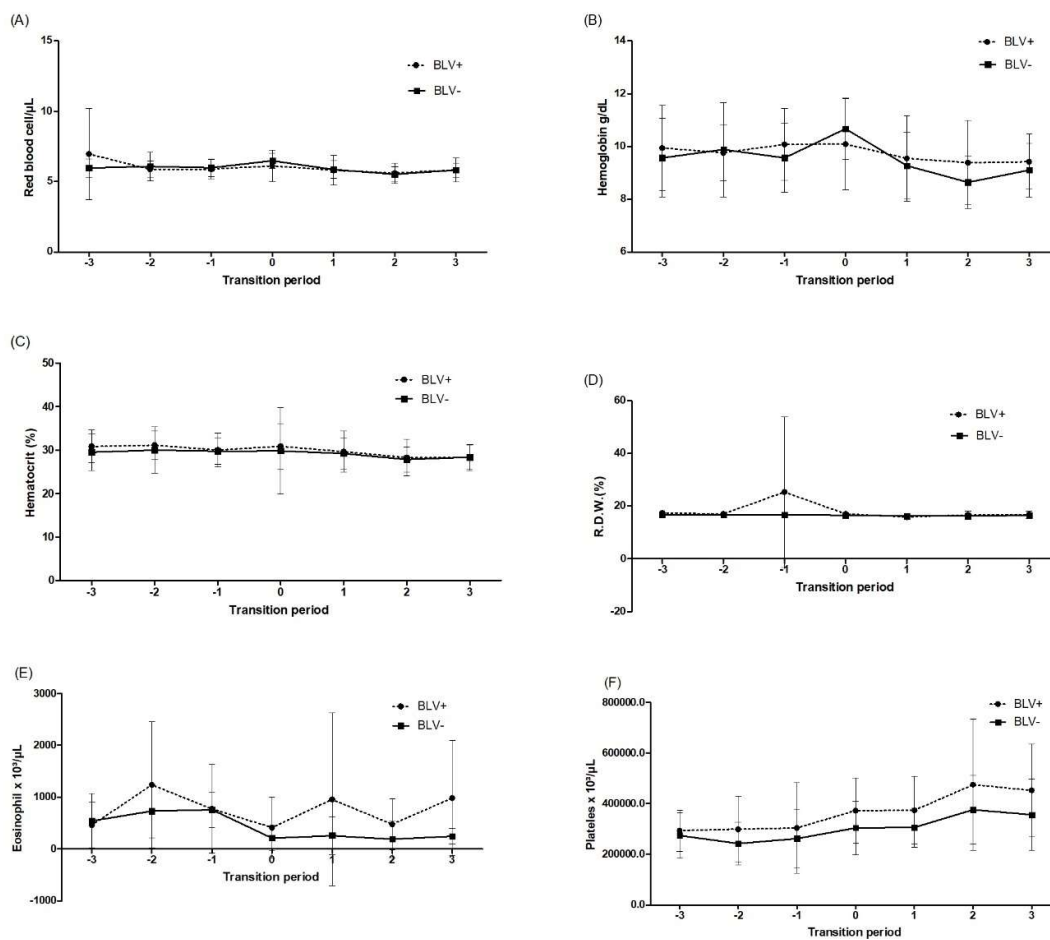 (A)
15
10
5
0
Red blood cell/µL
BLV+
BLV-
-3 -2 -1 0 1 2 3
Transition period
(B)
14
12
10
8
6
Hemoglobin g/dL
BLV+
BLV-
-3 -2 -1 0 1 2 3
Transition period
(C)
50
40
30
20
10
0
Hematocrit (%)
BLV+
BLV-
-3 -2 -1 0 1 2 3
Transition period
(D)
60
40
20
0
-20
R.D.W.(%)
BLV+
BLV-
-3 -2 -1 0 1 2 3
Transition period
(E)
3000
2000
1000
0
-1000
Eosinophil x 10³/µL
BLV+
BLV-
-3 -2 -1 0 1 2 3
Transition period
(F)
800000.0
600000.0
400000.0
200000.0
0.0
Plateles x 10³/µL
BLV+
BLV-
-3 -2 -1 0 1 2 3
Transition period